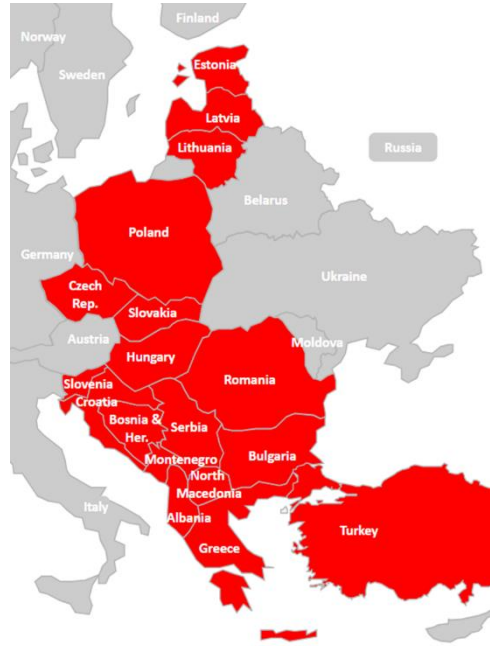 Finland
Norway
Sweden
Estonia
Latvia
Lithuania
Russia
Belarus
Poland
Germany
Ukraine
Czech
Rep.
Slovakia
Austria
Moldova
Hungary
Romania
Slovenia
Croatia
Bosnia &
Her.
Serbia
Montenegro
Bulgaria
North
Macedonia
Italy
Albania
Turkey
Greece